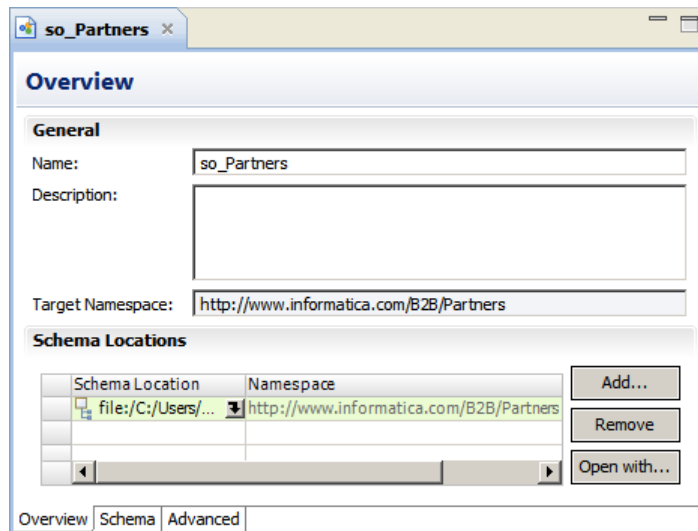 so_Partners
Overview
General
Name: so_Partners
Description:
Target Namespace: http://www.informatica.com/B2B/Partners
Schema Locations
Schema Location Namespace
file:/C:/Users/... http://www.informatica.com/B2B/Partners
Add...
Remove
Open with...
Overview Schema Advanced